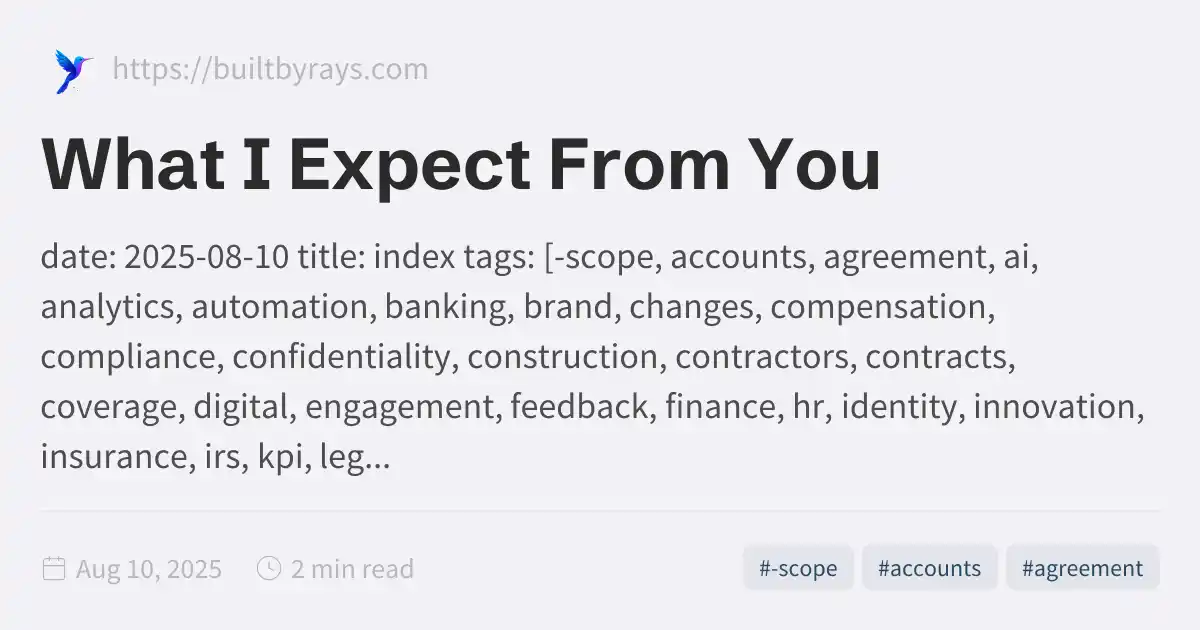 https://builtbyrays.com
What I Expect From You
date: 2025-08-10 title: index tags: [-scope, accounts, agreement, ai,
analytics, automation, banking, brand, changes, compensation,
compliance, confidentiality, construction, contractors, contracts,
coverage, digital, engagement, feedback, finance, hr, identity, innovation,
insurance, irs, kpi, leg...
Aug 10, 2025 2 min read #-scope #accounts #agreement